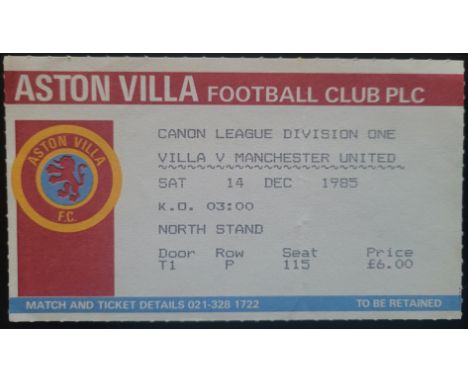 ASTON VILLA FOOTBALL CLUB PLC
ASTON VILLA
F.C.
CANON LEAGUE DIVISION ONE
VILLA V MANCHESTER UNITED
SAT 14 DEC 1985
K.O. 03:00
NORTH STAND
Door Row Seat Price
T1 P 115 £6.00
MATCH AND TICKET DETAILS 021-328 1722 TO BE RETAINED